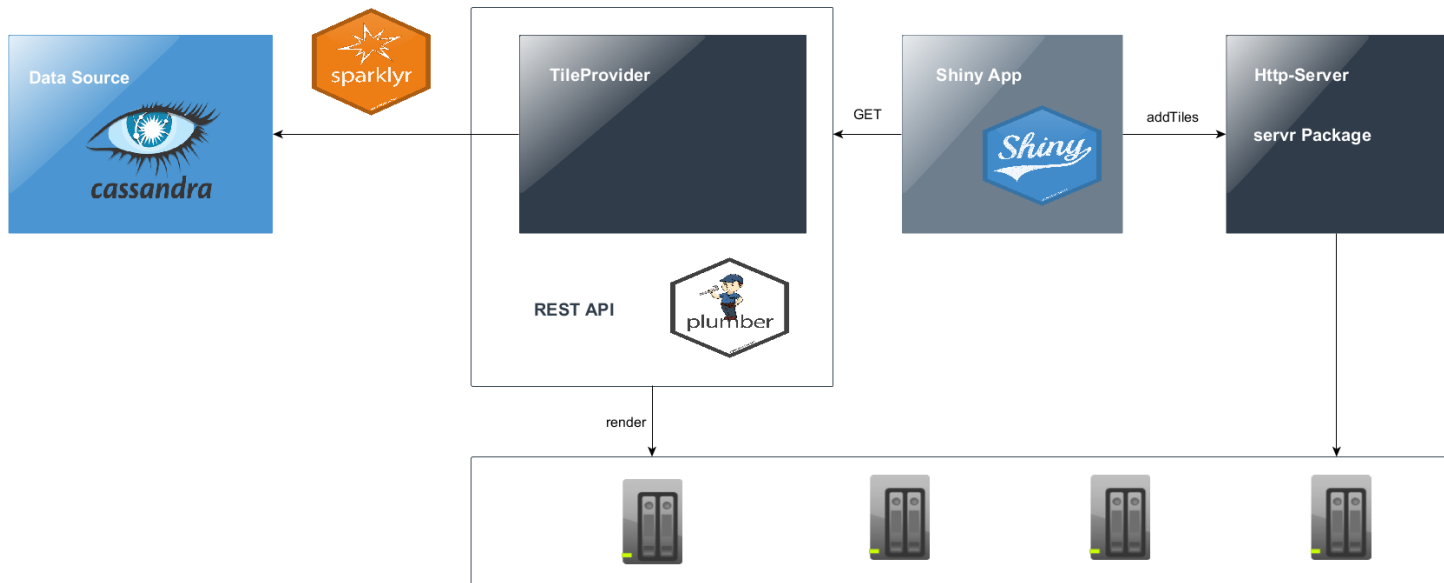 Data Source
cassandra
sparklyr
TileProvider
REST API
plumber
GET
Shiny App
Shiny
addTiles
Http-Server
servr Package
render